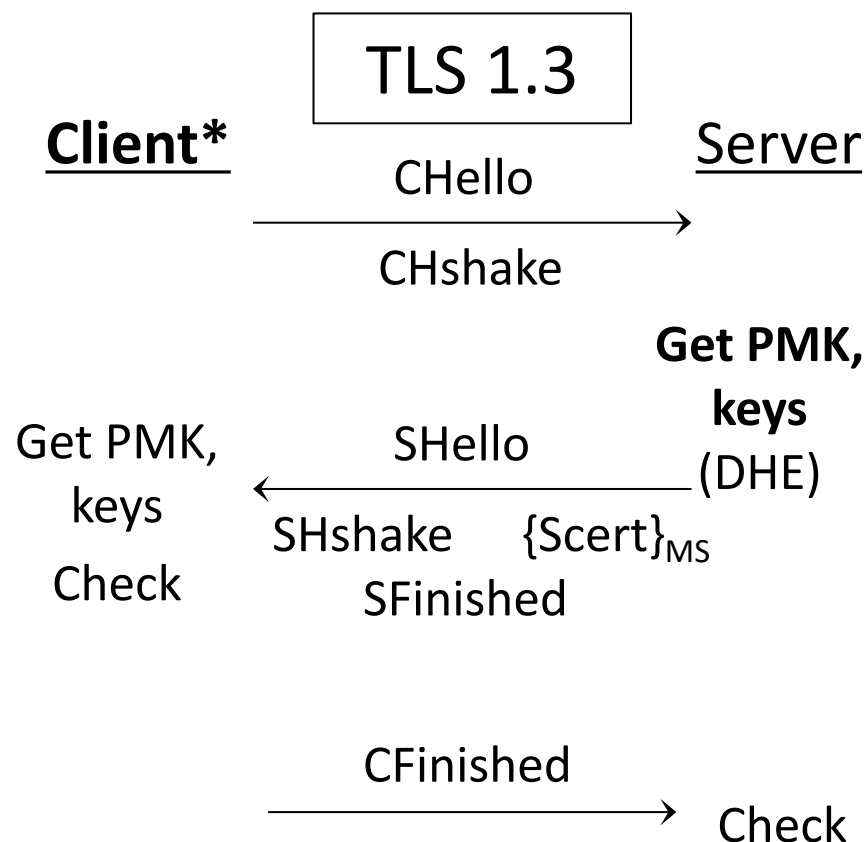 TLS 1.3
Client*
Server
CHello
CHshake
Get PMK,
keys
(DHE)
Get PMK,
keys
Check
SHello
SHshake {Scert}MS
SFinished
CFinished
Check